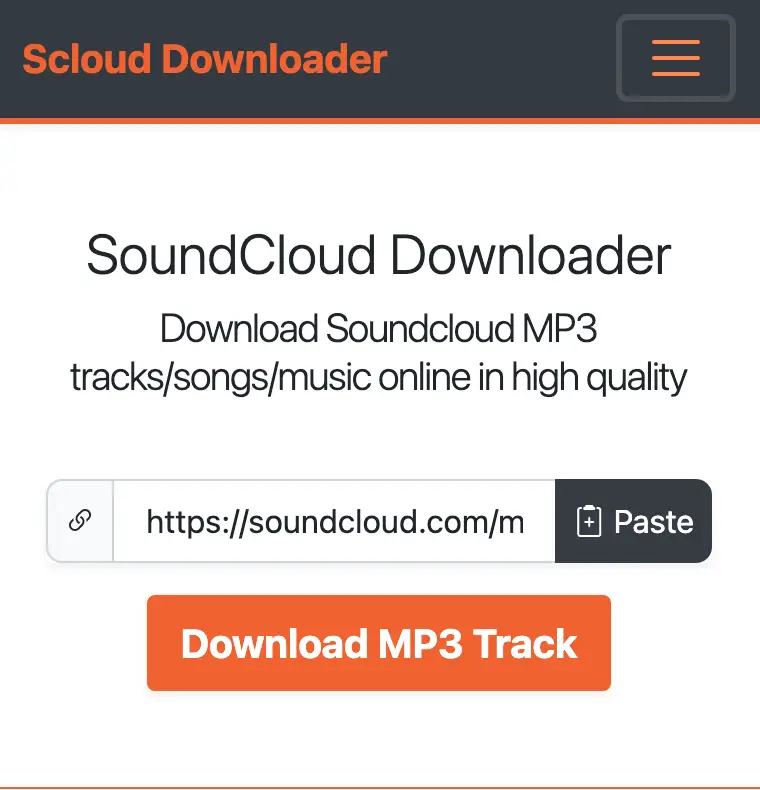 Scloud Downloader
SoundCloud Downloader
Download Soundcloud MP3
tracks/songs/music online in high quality
https://soundcloud.com/m
Paste
Download MP3 Track